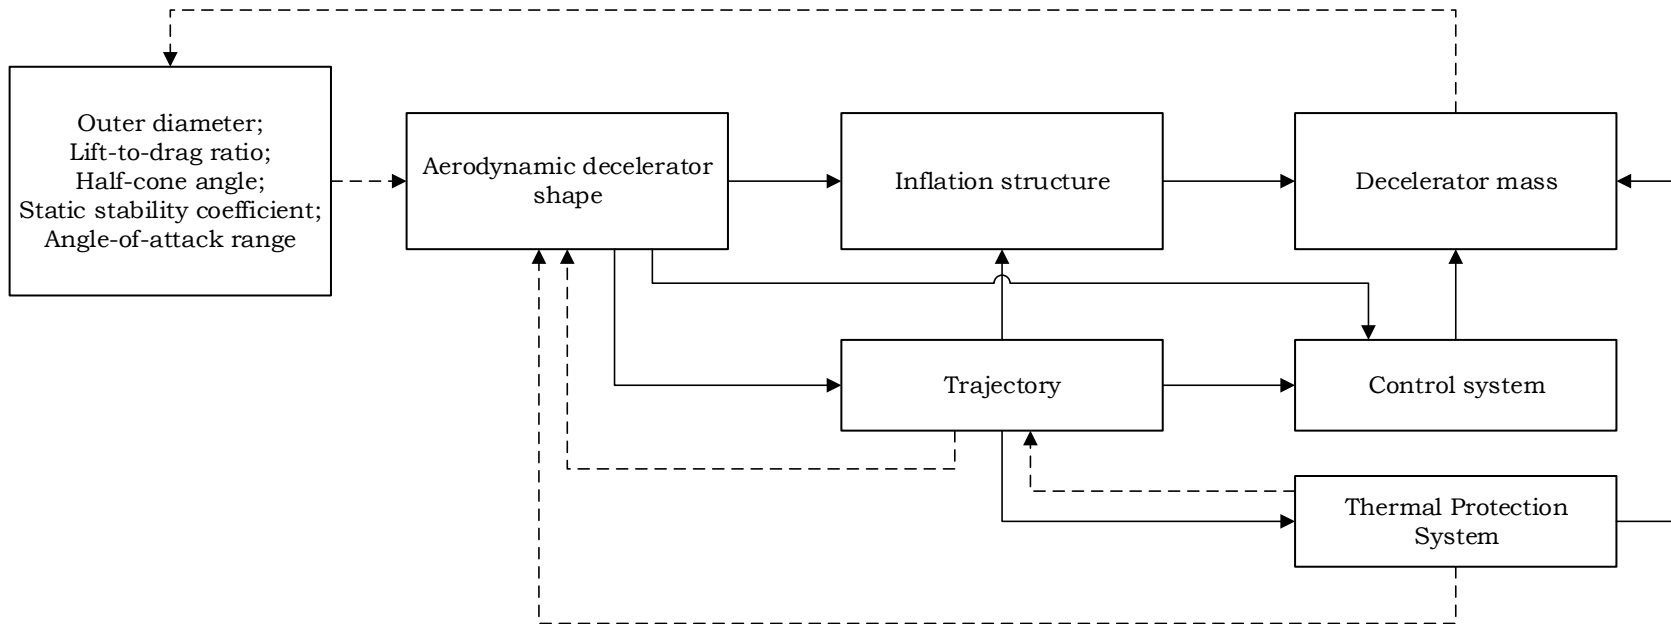 Outer diameter;
Lift-to-drag ratio;
Half-cone angle;
Static stability coefficient;
Angle-of-attack range
Aerodynamic decelerator
shape
Inflation structure
Decelerator mass
Trajectory
Control system
Thermal Protection
System